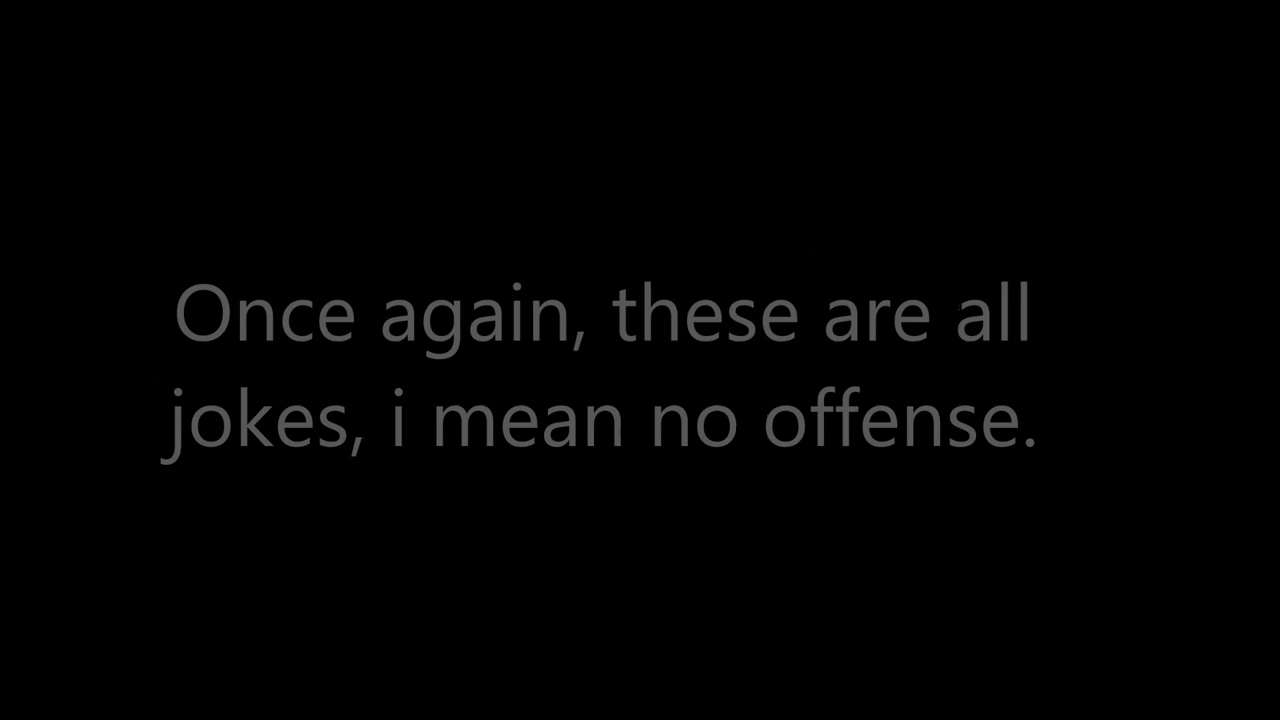 Once again, these are all
jokes, i mean no offense.